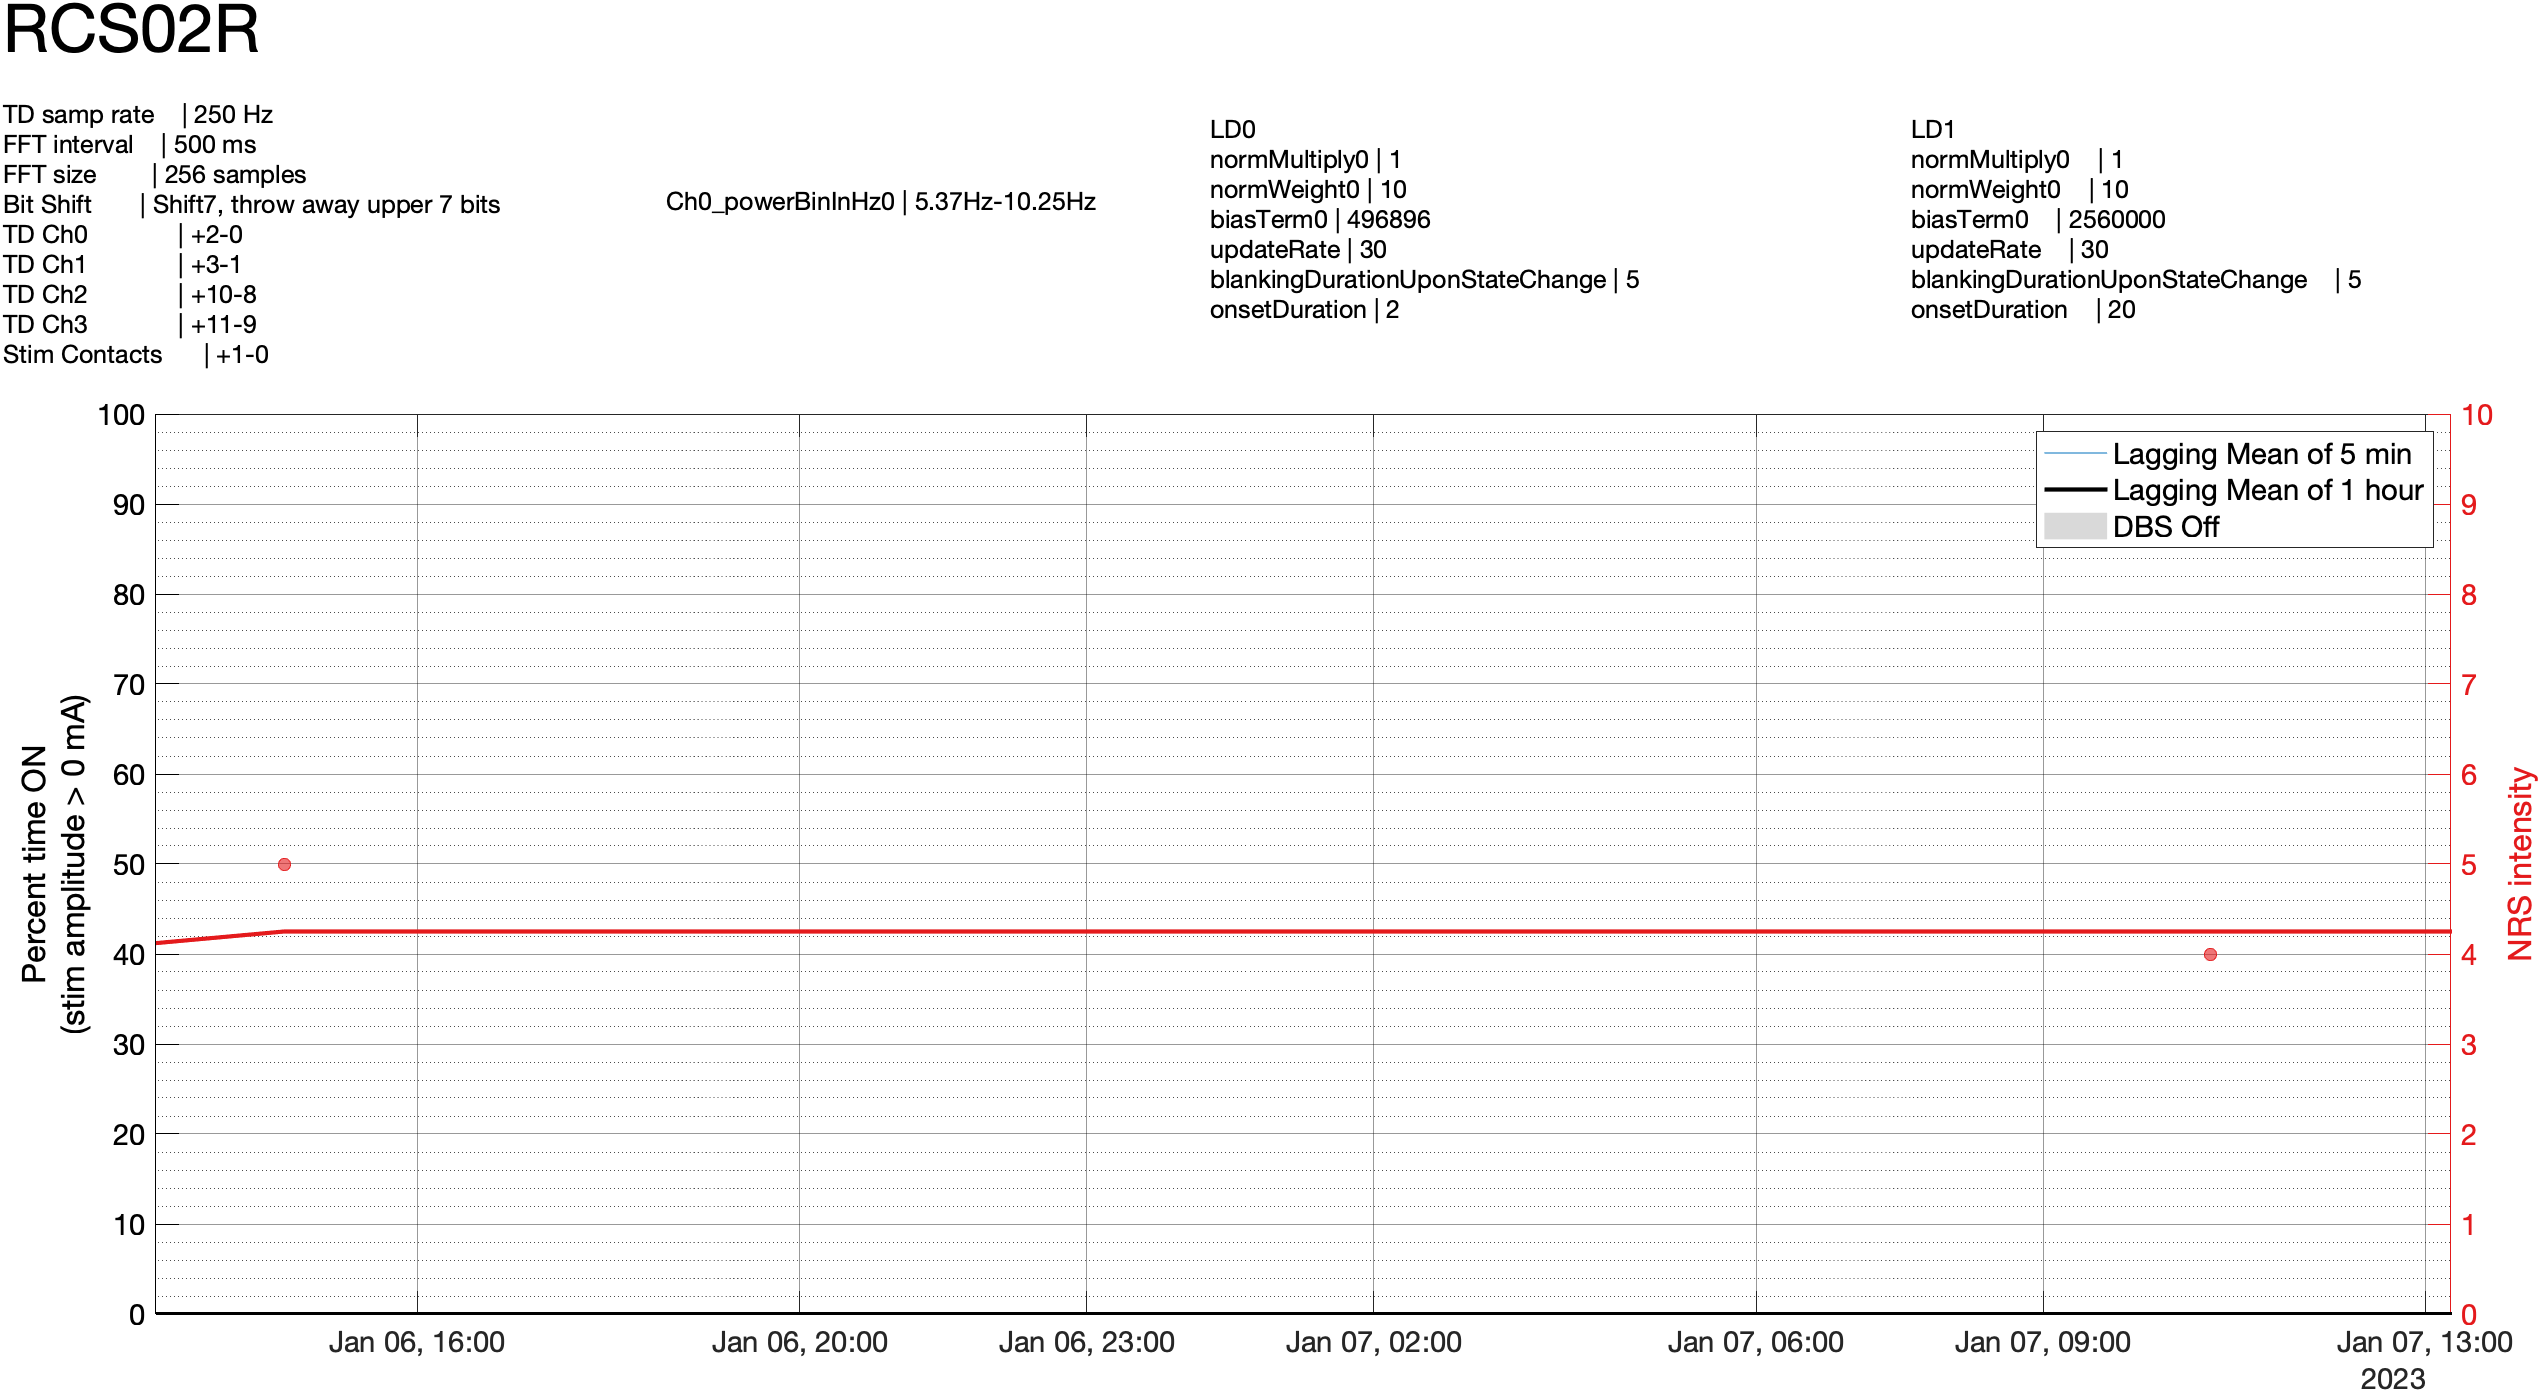 RCS02R
TD samp rate | 250 Hz
FFT interval | 500 ms
FFT size | 256 samples
Bit Shift | Shift7, throw away upper 7 bits
TD Ch0 | +2-0
TD Ch1 | +3-1
TD Ch2 | +10-8
TD Ch3 | +11-9
Stim Contacts | +1-0
Ch0_powerBinInHz0 | 5.37Hz-10.25Hz
LD0
normMultiply0 | 1
normWeight0 | 10
biasTerm0 | 496896
updateRate | 30
blankingDurationUponStateChange | 5
onsetDuration | 2
LD1
normMultiply0 | 1
normWeight0 | 10
biasTerm0 | 2560000
updateRate | 30
blankingDurationUponStateChange | 5
onsetDuration | 20
Percent time ON
(stim amplitude > 0 mA)
100
90
80
70
60
50
40
30
20
10
0
Lagging Mean of 5 min
Lagging Mean of 1 hour
DBS Off
10
9
8
7
6
5
4
3
2
1
0
NRS intensity
Jan 06, 16:00
Jan 06, 20:00
Jan 06, 23:00
Jan 07, 02:00
Jan 07, 06:00
Jan 07, 09:00
Jan 07, 13:00
2023